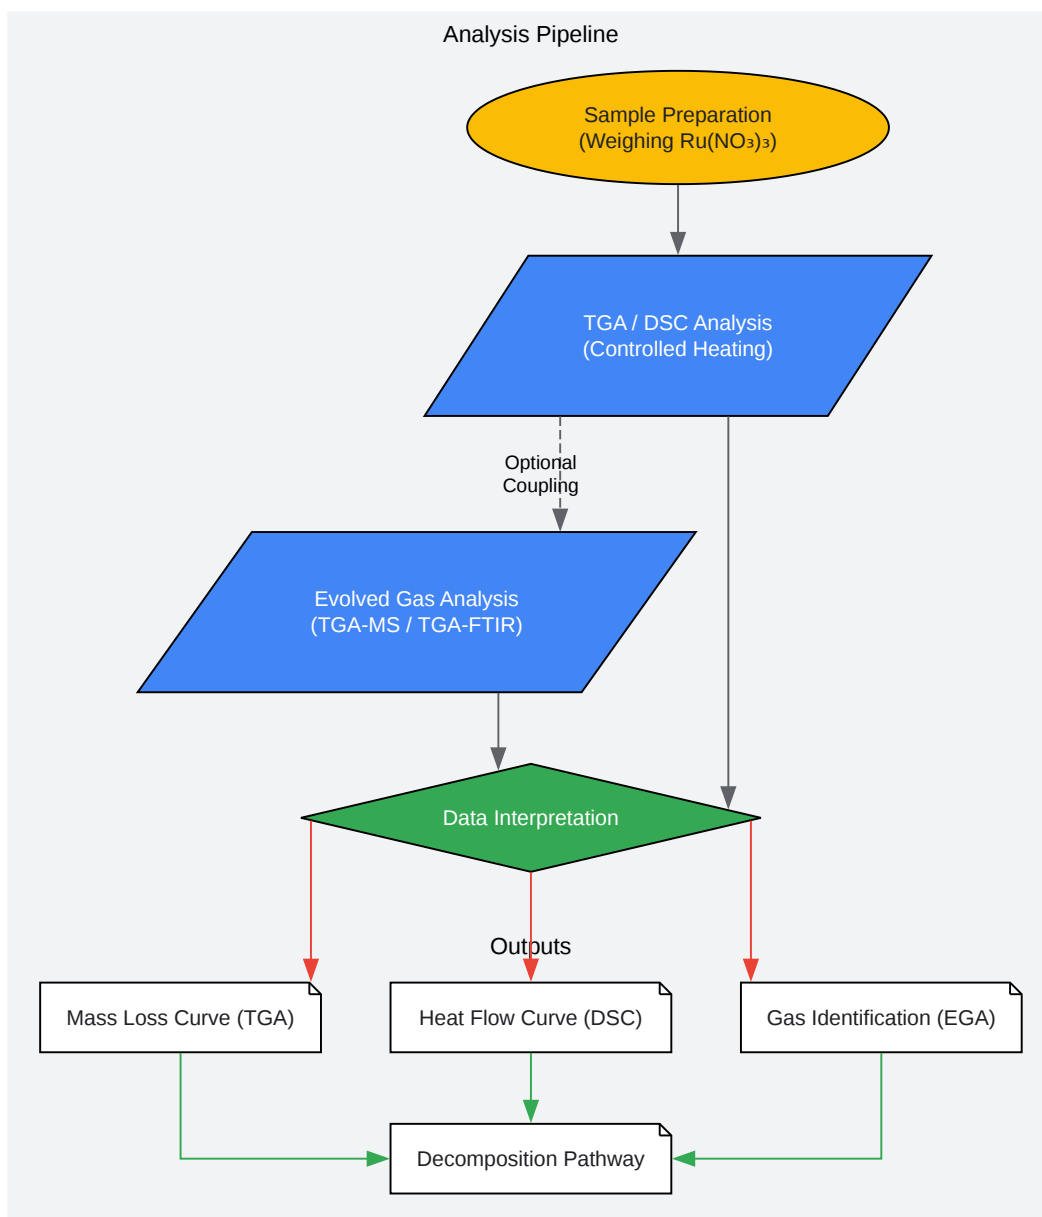 Analysis Pipeline
Sample Preparation
(Weighing Ru(NO₃)₃)
TGA / DSC Analysis
(Controlled Heating)
Optional
Coupling
Evolved Gas Analysis
(TGA-MS / TGA-FTIR)
Data Interpretation
Outputs
Mass Loss Curve (TGA)
Heat Flow Curve (DSC)
Gas Identification (EGA)
Decomposition Pathway